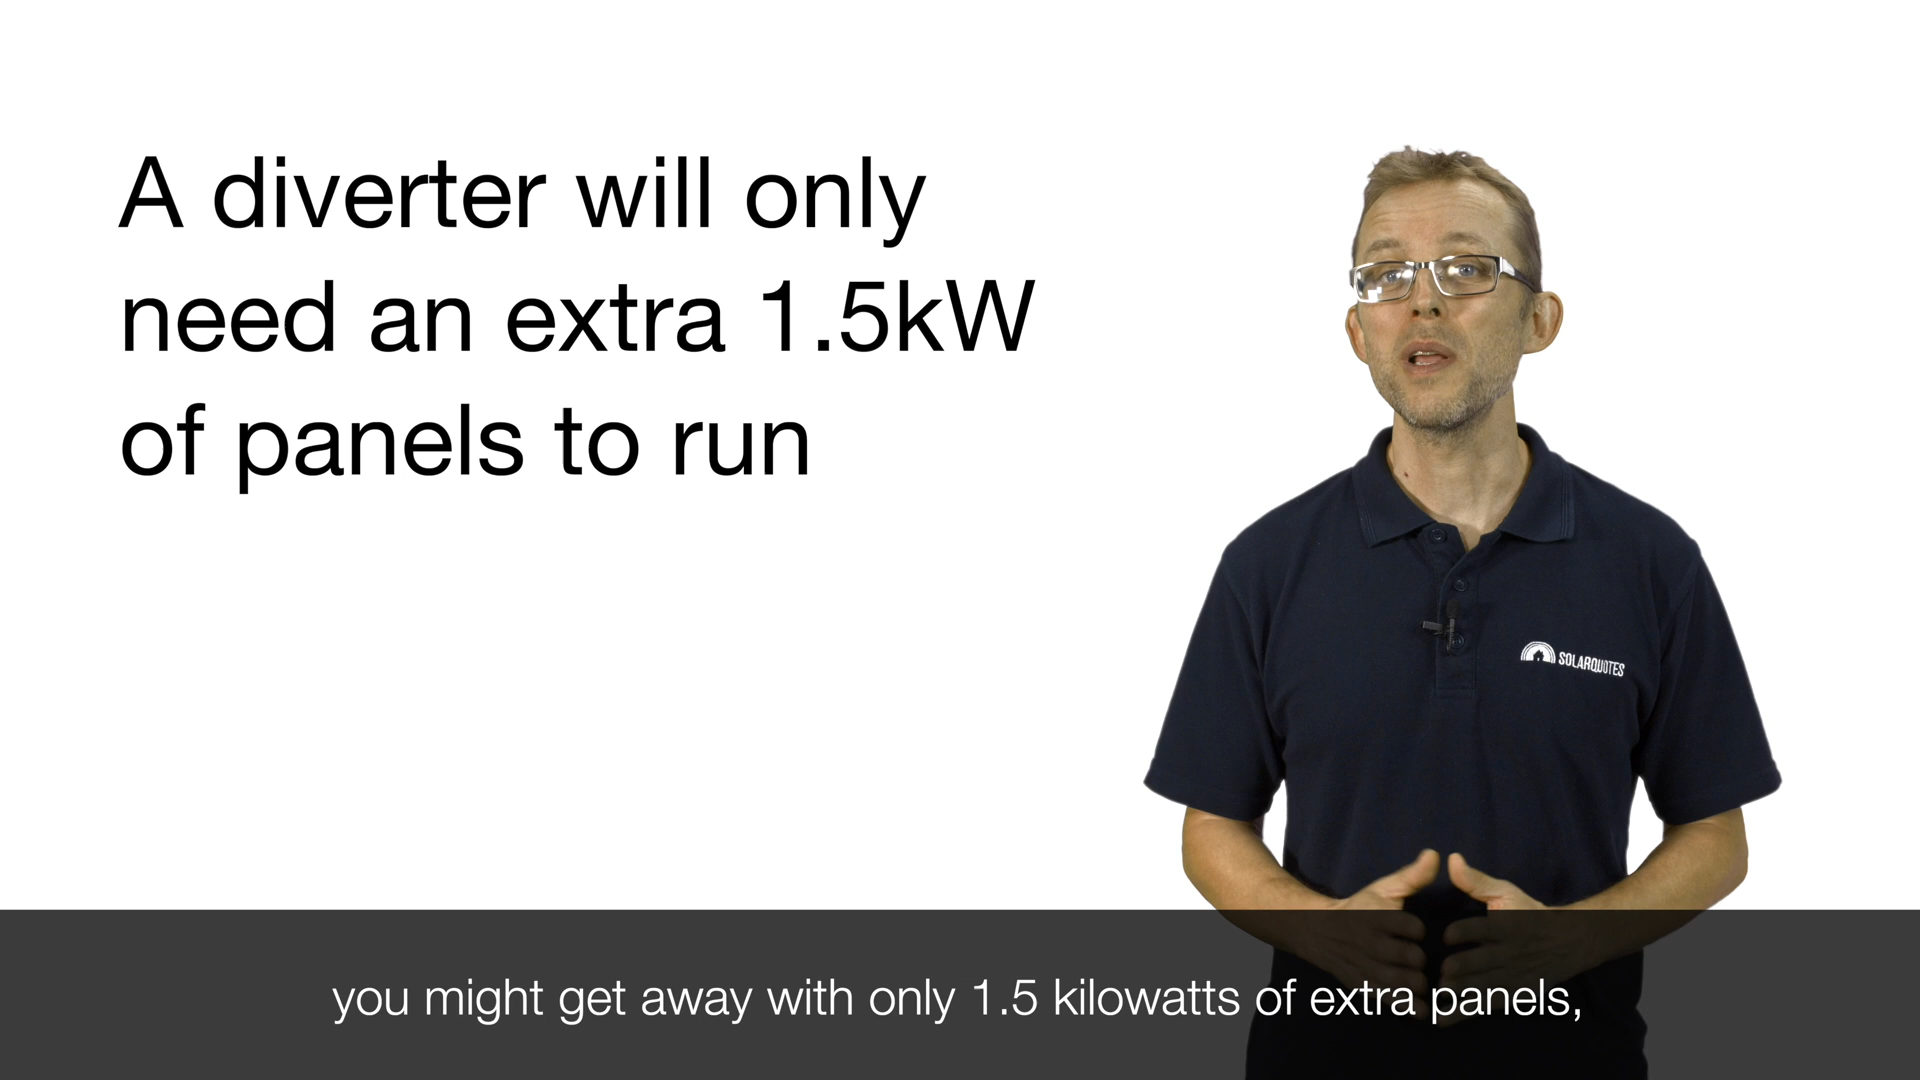 A diverter will only
need an extra 1.5kW
of panels to run
SOLARQUOTES
you might get away with only 1.5 kilowatts of extra panels,